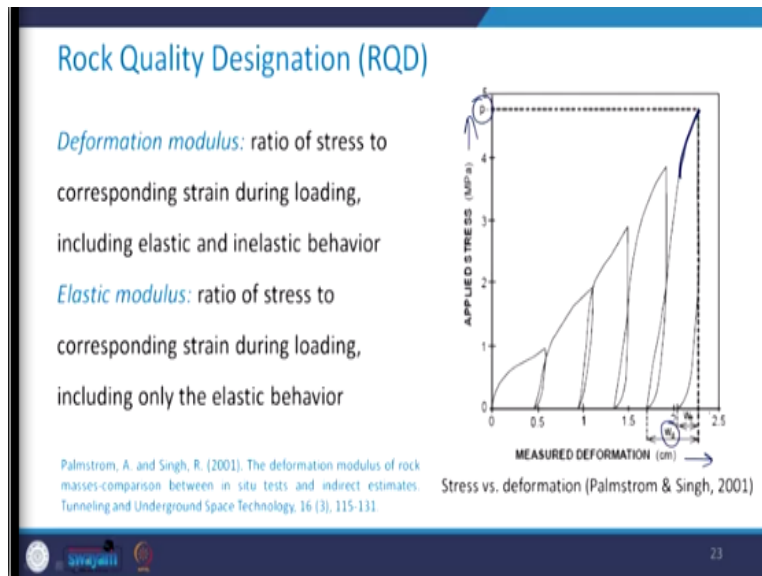 Rock Quality Designation (RQD)
Deformation modulus: ratio of stress to
corresponding strain during loading,
including elastic and inelastic behavior
Elastic modulus: ratio of stress to
corresponding strain during loading,
including only the elastic behavior
Palmstrom, A. and Singh, R. (2001). The deformation modulus of rock
masses-comparison between in situ tests and indirect estimates.
Tunneling and Underground Space Technology, 16 (3), 115-131
5
p
4
3
2
1
0
APPLIED STRESS (MPa)
0 0.5 1 1.5 2 2.5
MEASURED DEFORMATION (cm)
Stress vs. deformation (Palmstrom & Singh, 2001)
swayam
23